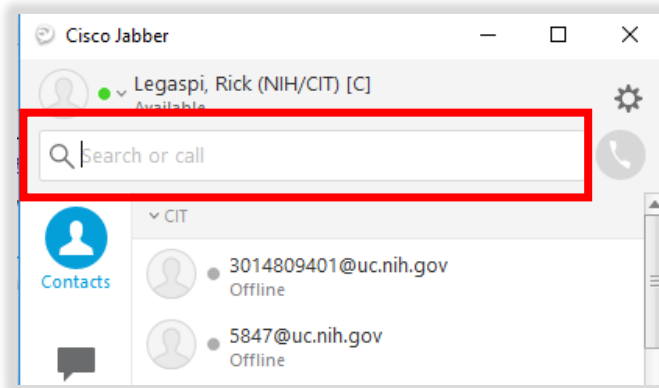 Cisco Jabber
Legaspi, Rick (NIH/CIT) [C]
Available
Search or call
CIT
Contacts
3014809401@uc.nih.gov
Offline
5847@uc.nih.gov
Offline